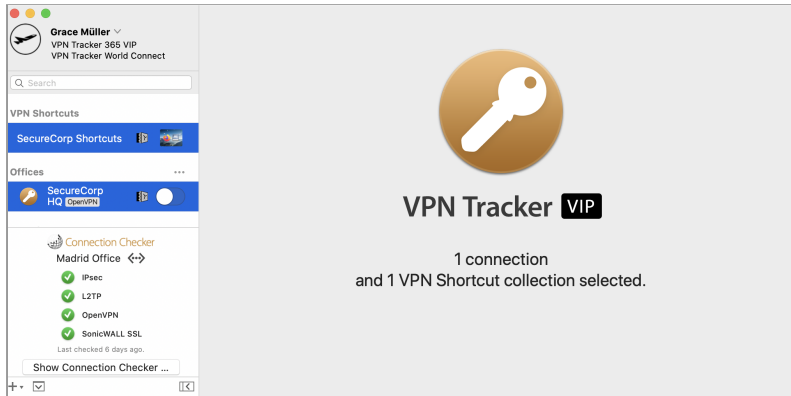 Grace Müller
VPN Tracker 365 VIP
VPN Tracker World Connect
Search
VPN Shortcuts
SecureCorp Shortcuts
Offices
SecureCorp
HQ OpenVPN
Connection Checker
Madrid Office
IPsec
L2TP
OpenVPN
SonicWALL SSL
Last checked 6 days ago.
Show Connection Checker ...
VPN Tracker VIP
1 connection
and 1 VPN Shortcut collection selected.